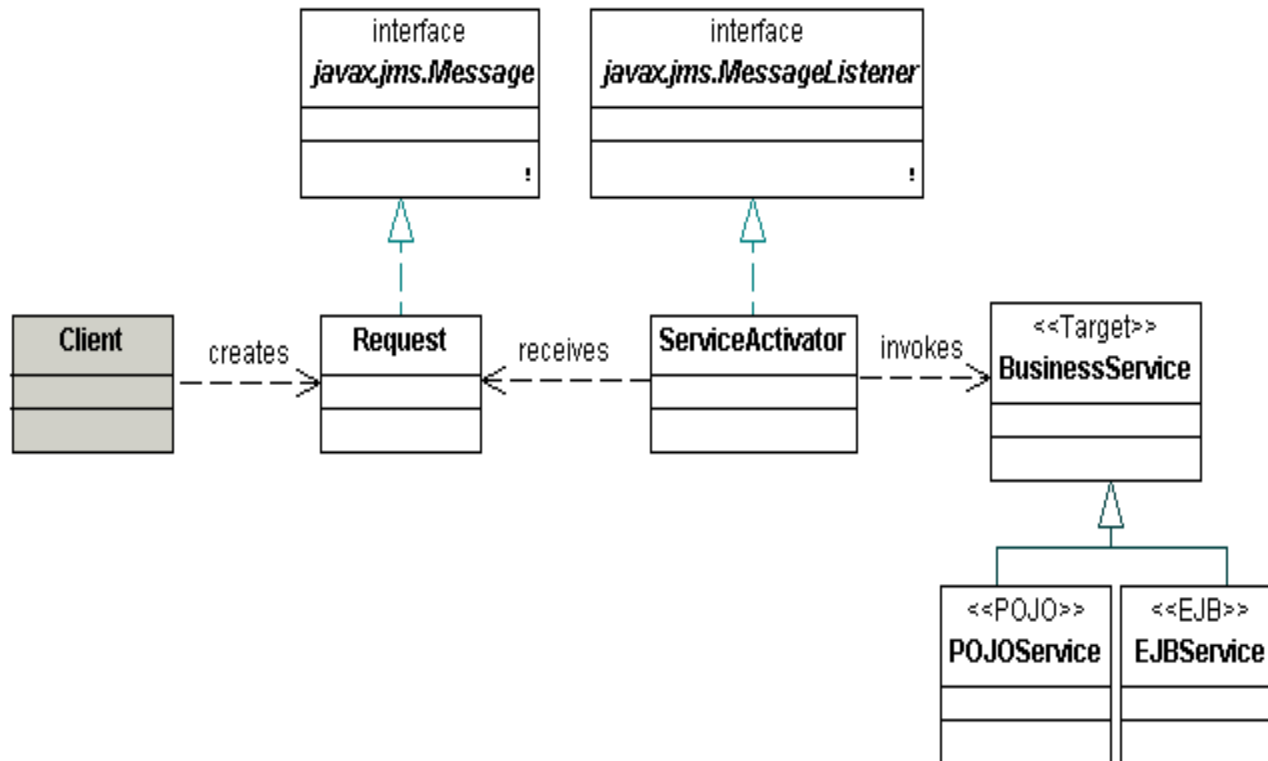 interface
javax.jms.Message
!
interface
javax.jms.MessageListener
!
Client
creates
Request
receives
ServiceActivator
invokes
<<Target>>
BusinessService
<<POJO>>
POJOService
<<EJB>>
EJBService